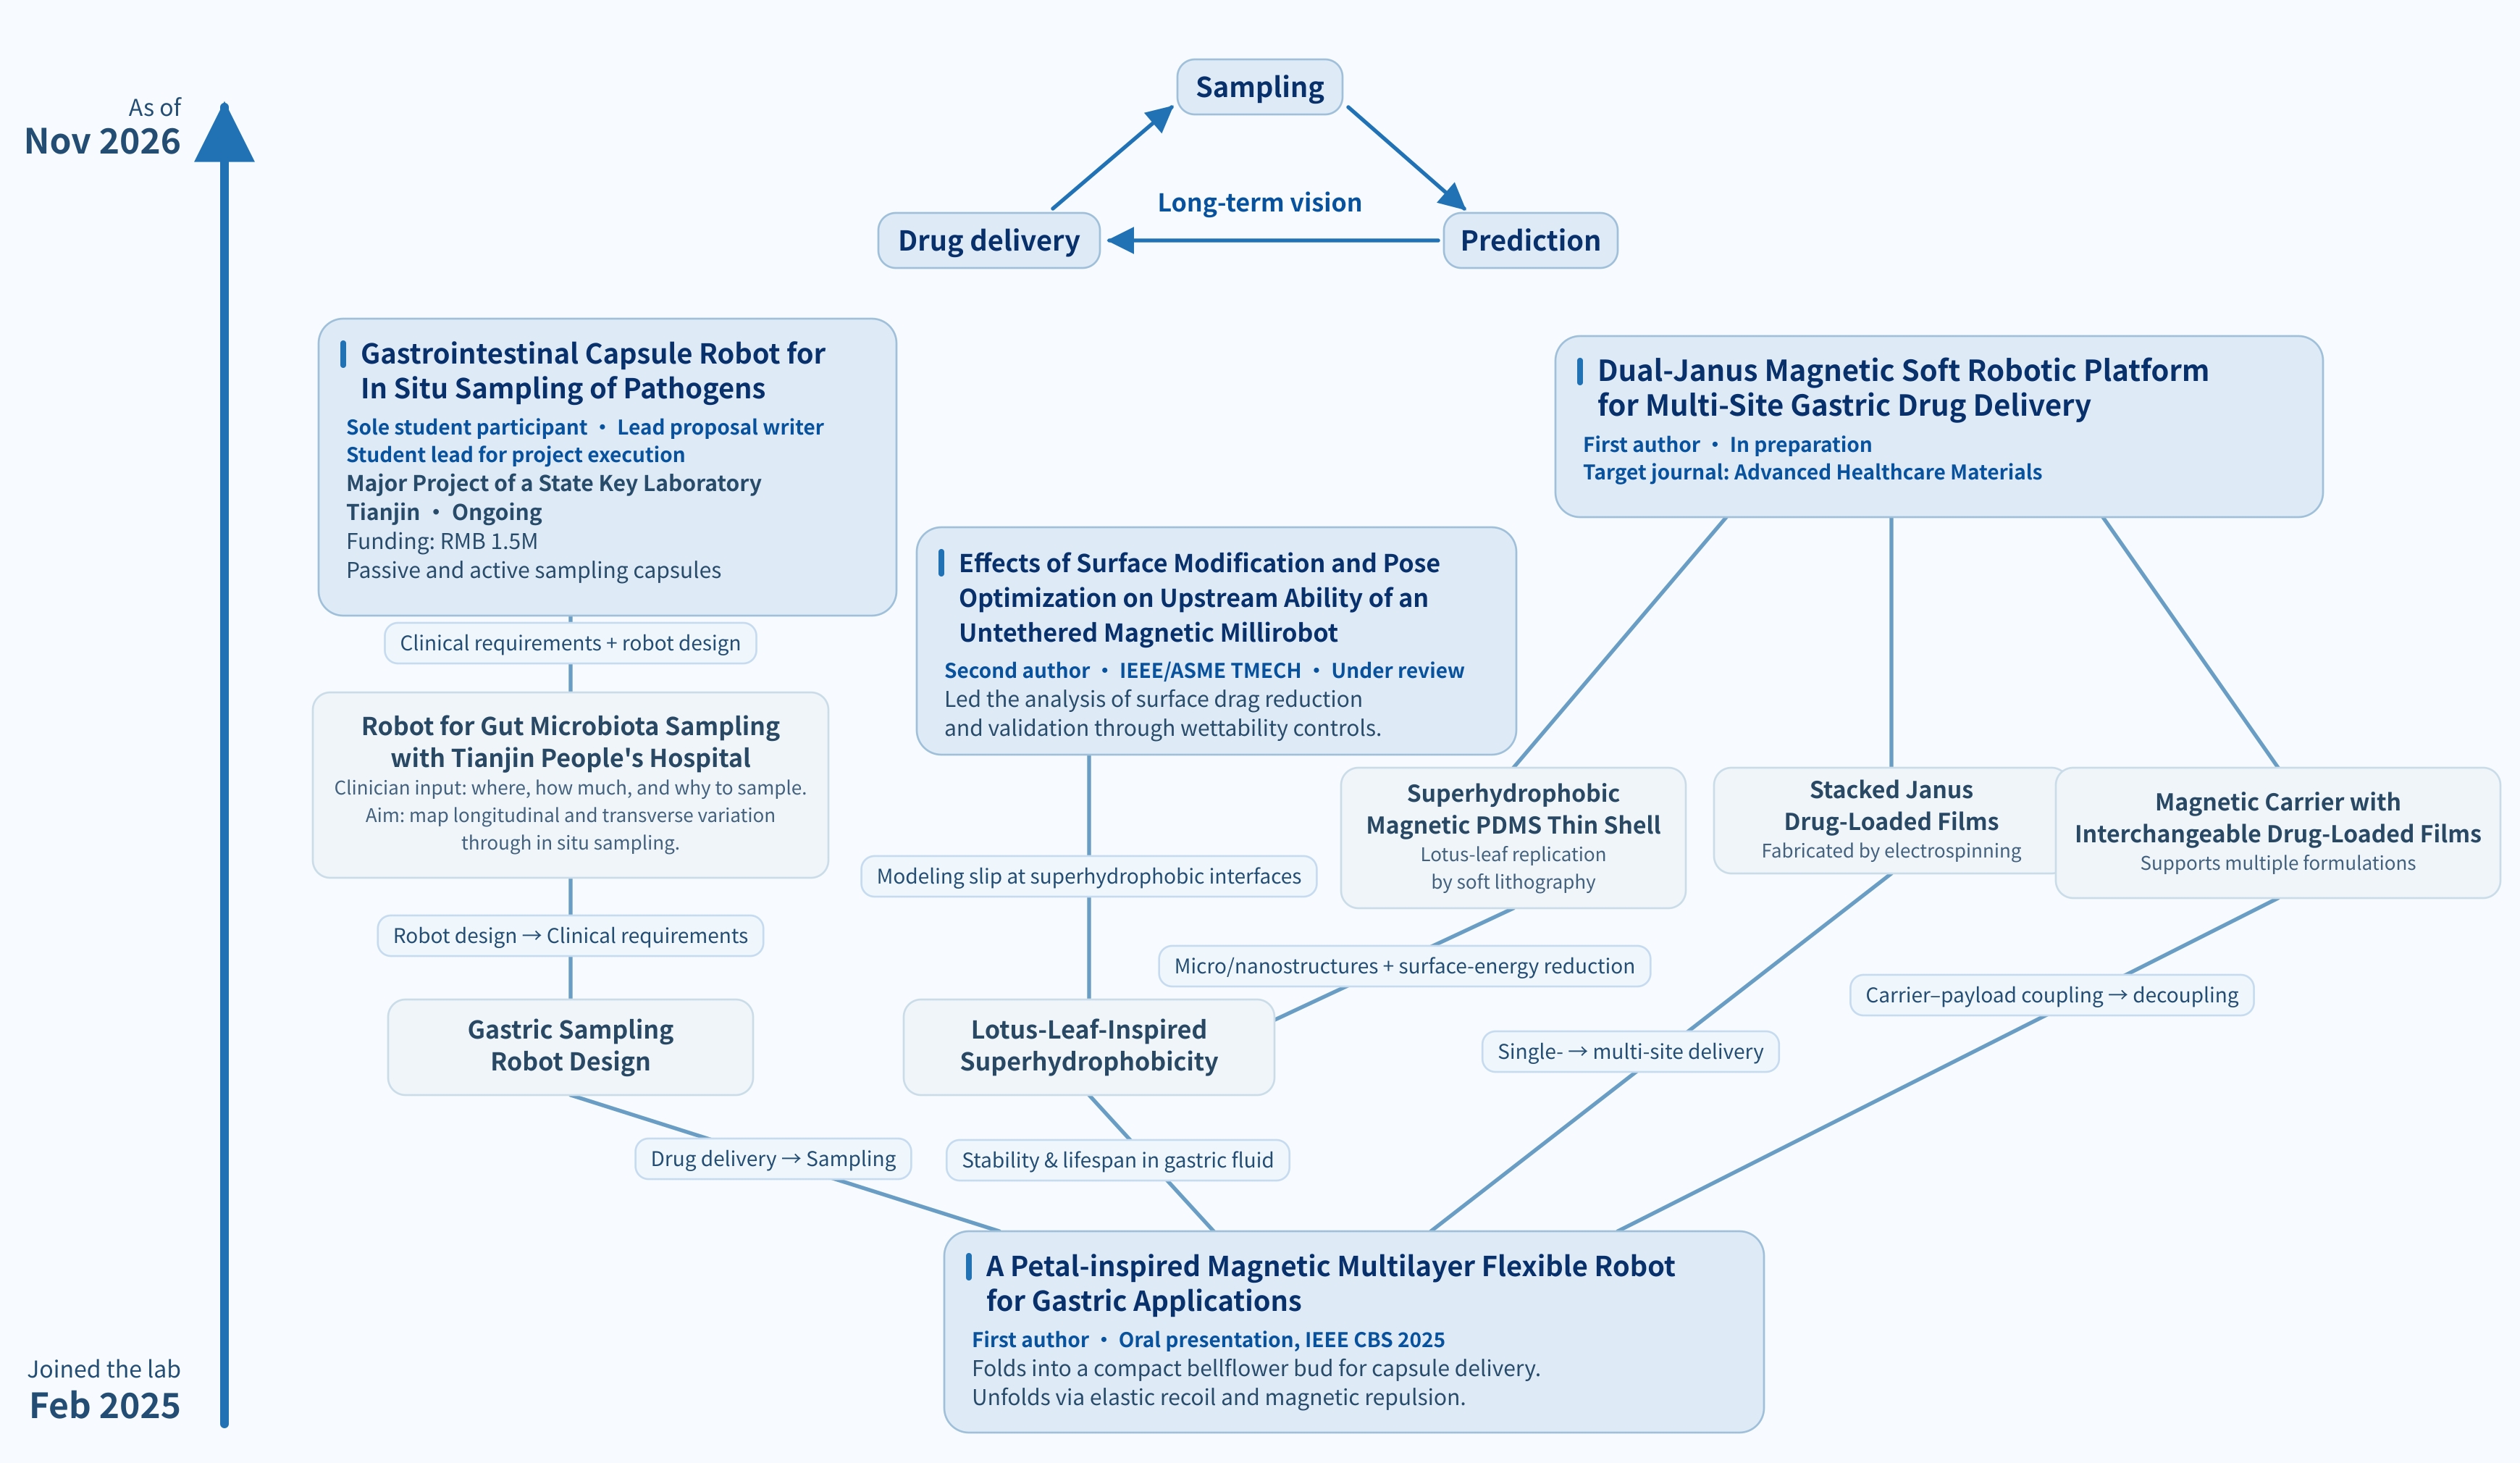 Sampling
As of
Nov 2026
Long-term vision
Drug delivery
Prediction
Gastrointestinal Capsule Robot for
In Situ Sampling of Pathogens
Sole student participant • Lead proposal writer
Student lead for project execution
Major Project of a State Key Laboratory
Tianjin • Ongoing
Funding: RMB 1.5M
Passive and active sampling capsules
Dual-Janus Magnetic Soft Robotic Platform
for Multi-Site Gastric Drug Delivery
First author • In preparation
Target journal: Advanced Healthcare Materials
Effects of Surface Modification and Pose
Optimization on Upstream Ability of an
Untethered Magnetic Millirobot
Second author • IEEE/ASME TMECH • Under review
Led the analysis of surface drag reduction
and validation through wettability controls.
Clinical requirements + robot design
Robot for Gut Microbiota Sampling
with Tianjin People's Hospital
Clinician input: where, how much, and why to sample.
Aim: map longitudinal and transverse variation
through in situ sampling.
Superhydrophobic
Magnetic PDMS Thin Shell
Lotus-leaf replication
by soft lithography
Stacked Janus
Drug-Loaded Films
Fabricated by electrospinning
Magnetic Carrier with
Interchangeable Drug-Loaded Films
Supports multiple formulations
Modeling slip at superhydrophobic interfaces
Robot design → Clinical requirements
Micro/nanostructures + surface-energy reduction
Carrier–payload coupling → decoupling
Gastric Sampling
Robot Design
Lotus-Leaf-Inspired
Superhydrophobicity
Single- → multi-site delivery
Drug delivery → Sampling
Stability & lifespan in gastric fluid
A Petal-inspired Magnetic Multilayer Flexible Robot
for Gastric Applications
First author • Oral presentation, IEEE CBS 2025
Folds into a compact bellflower bud for capsule delivery.
Unfolds via elastic recoil and magnetic repulsion.
Joined the lab
Feb 2025